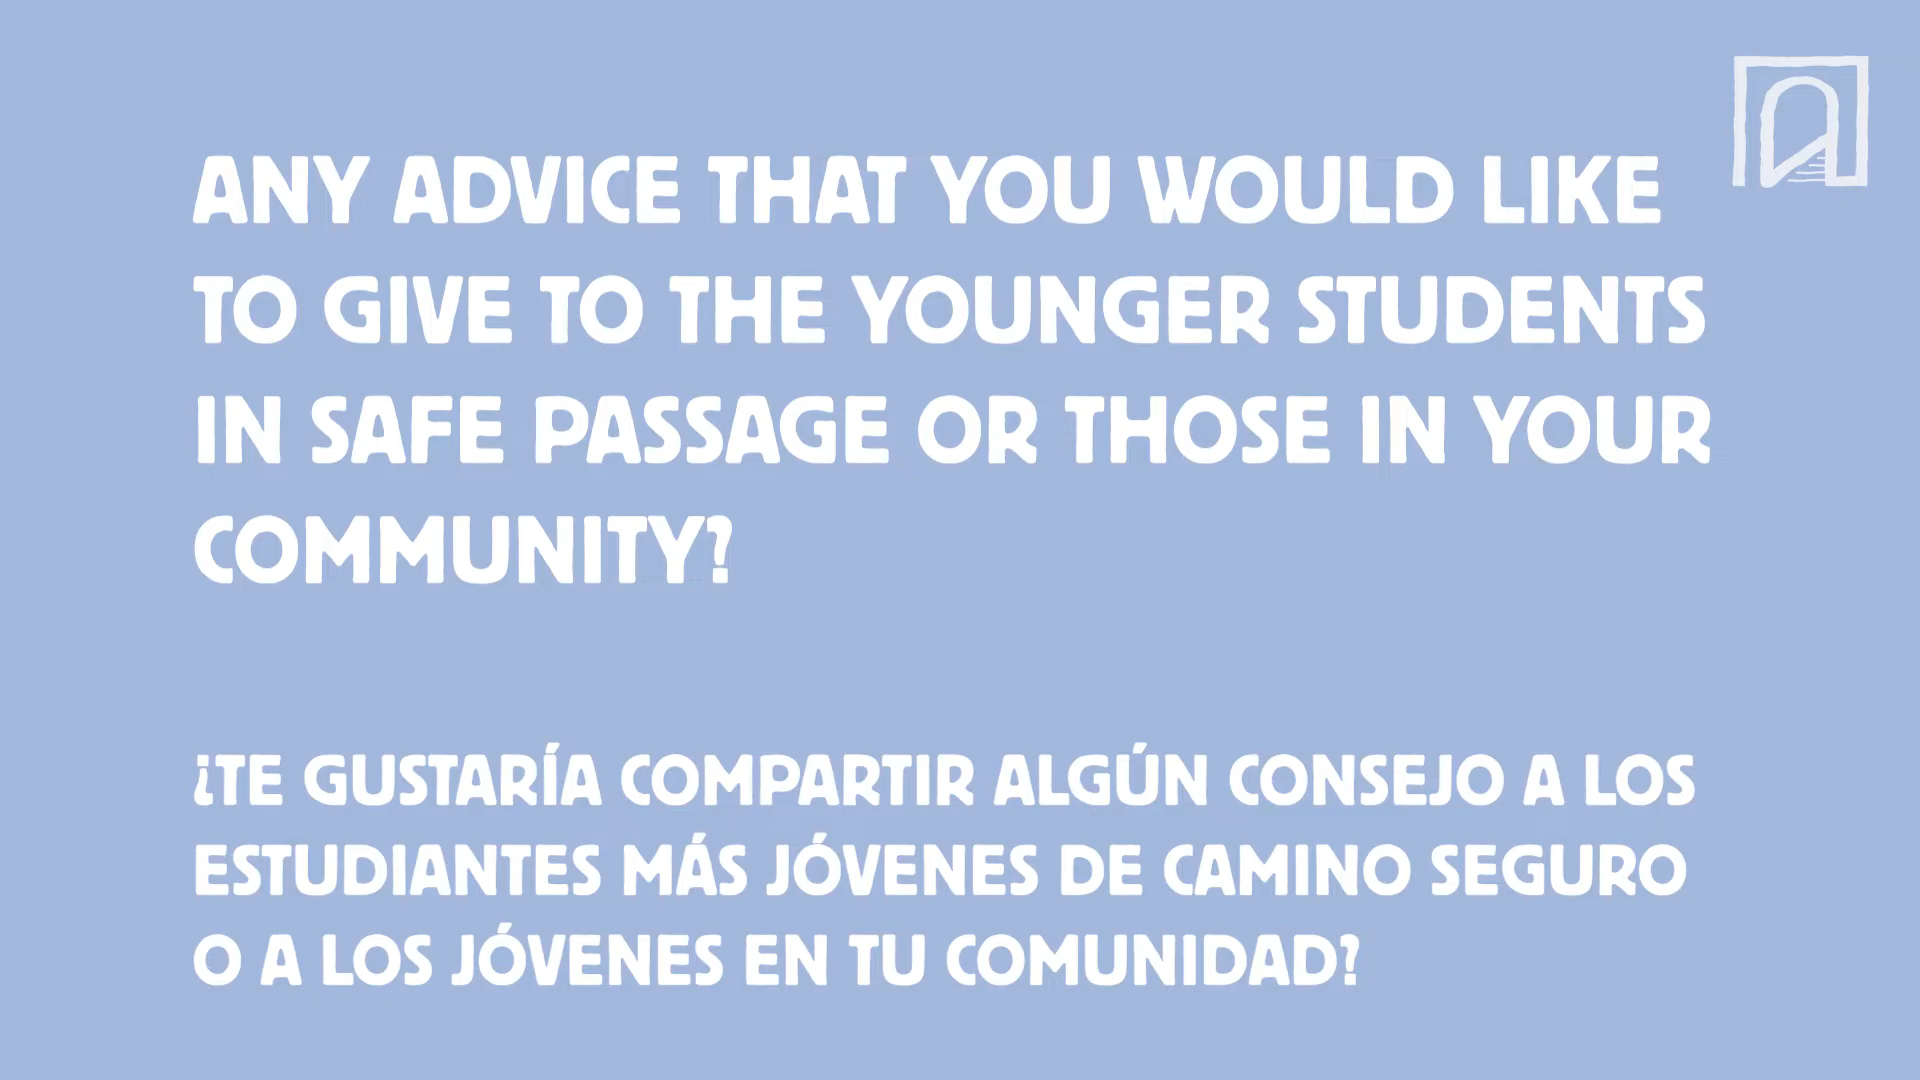 ANY ADVICE THAT YOU WOULD LIKE
TO GIVE TO THE YOUNGER STUDENTS
IN SAFE PASSAGE OR THOSE IN YOUR
COMMUNITY?
¿TE GUSTARÍA COMPARTIR ALGÚN CONSEJO A LOS
ESTUDIANTES MÁS JÓVENES DE CAMINO SEGURO
O A LOS JÓVENES EN TU COMUNIDAD?